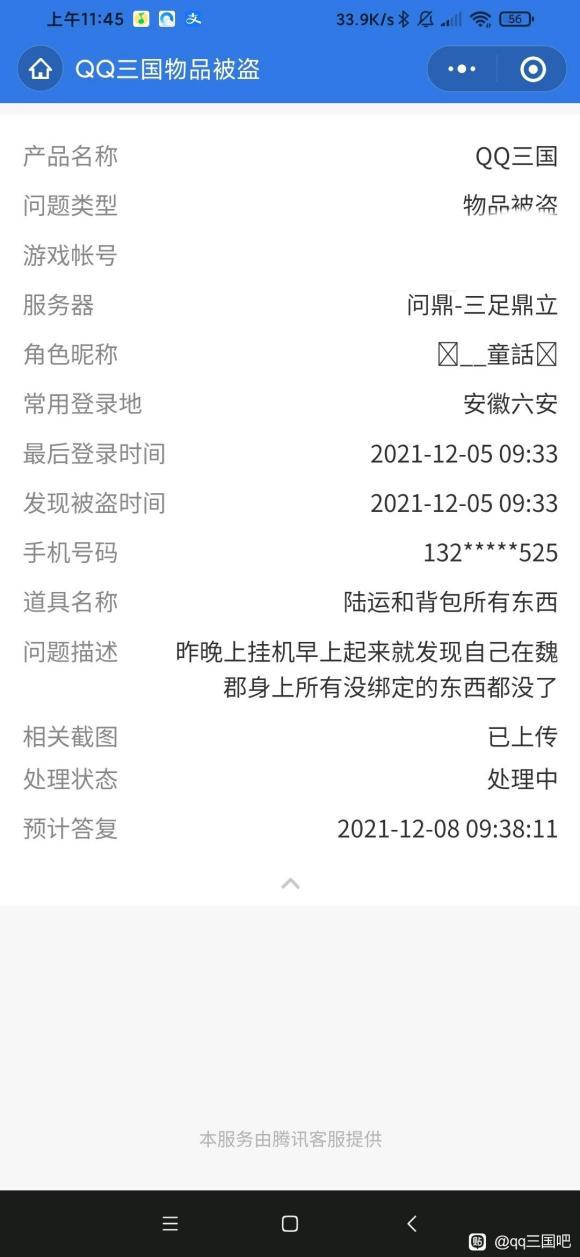 上午11:45 33.9K/s 56
QQ三国物品被盗
产品名称 QQ三国
问题类型 物品被盗
游戏帐号
服务器 问鼎-三足鼎立
角色昵称 __童話
常用登录地 安徽六安
最后登录时间 2021-12-05 09:33
发现被盗时间 2021-12-05 09:33
手机号码 132*****525
道具名称 陆运和背包所有东西
问题描述 昨晚上挂机早上起来就发现自己在魏
郡身上所有没绑定的东西都没了
相关截图 已上传
处理状态 处理中
预计答复 2021-12-08 09:38:11
本服务由腾讯客服提供
贴 @qq三国吧